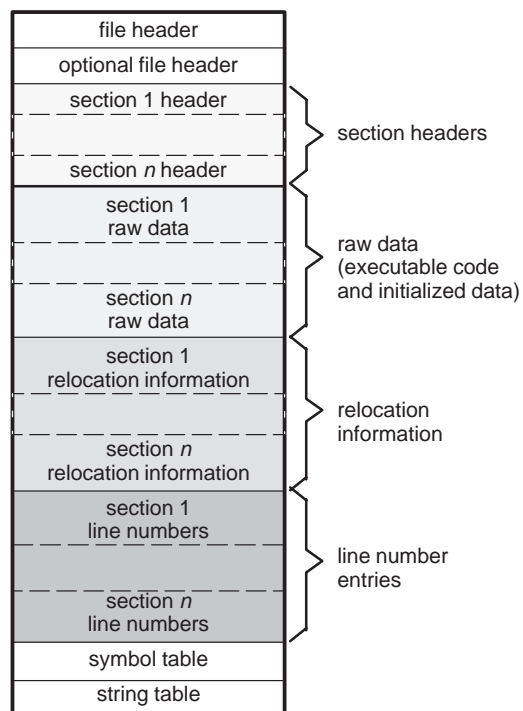 file header
optional file header
section 1 header
section n header
section headers
section 1
raw data
section n
raw data
raw data
(executable code
and initialized data)
section 1
relocation information
section n
relocation information
relocation
information
section 1
line numbers
section n
line numbers
line number
entries
symbol table
string table